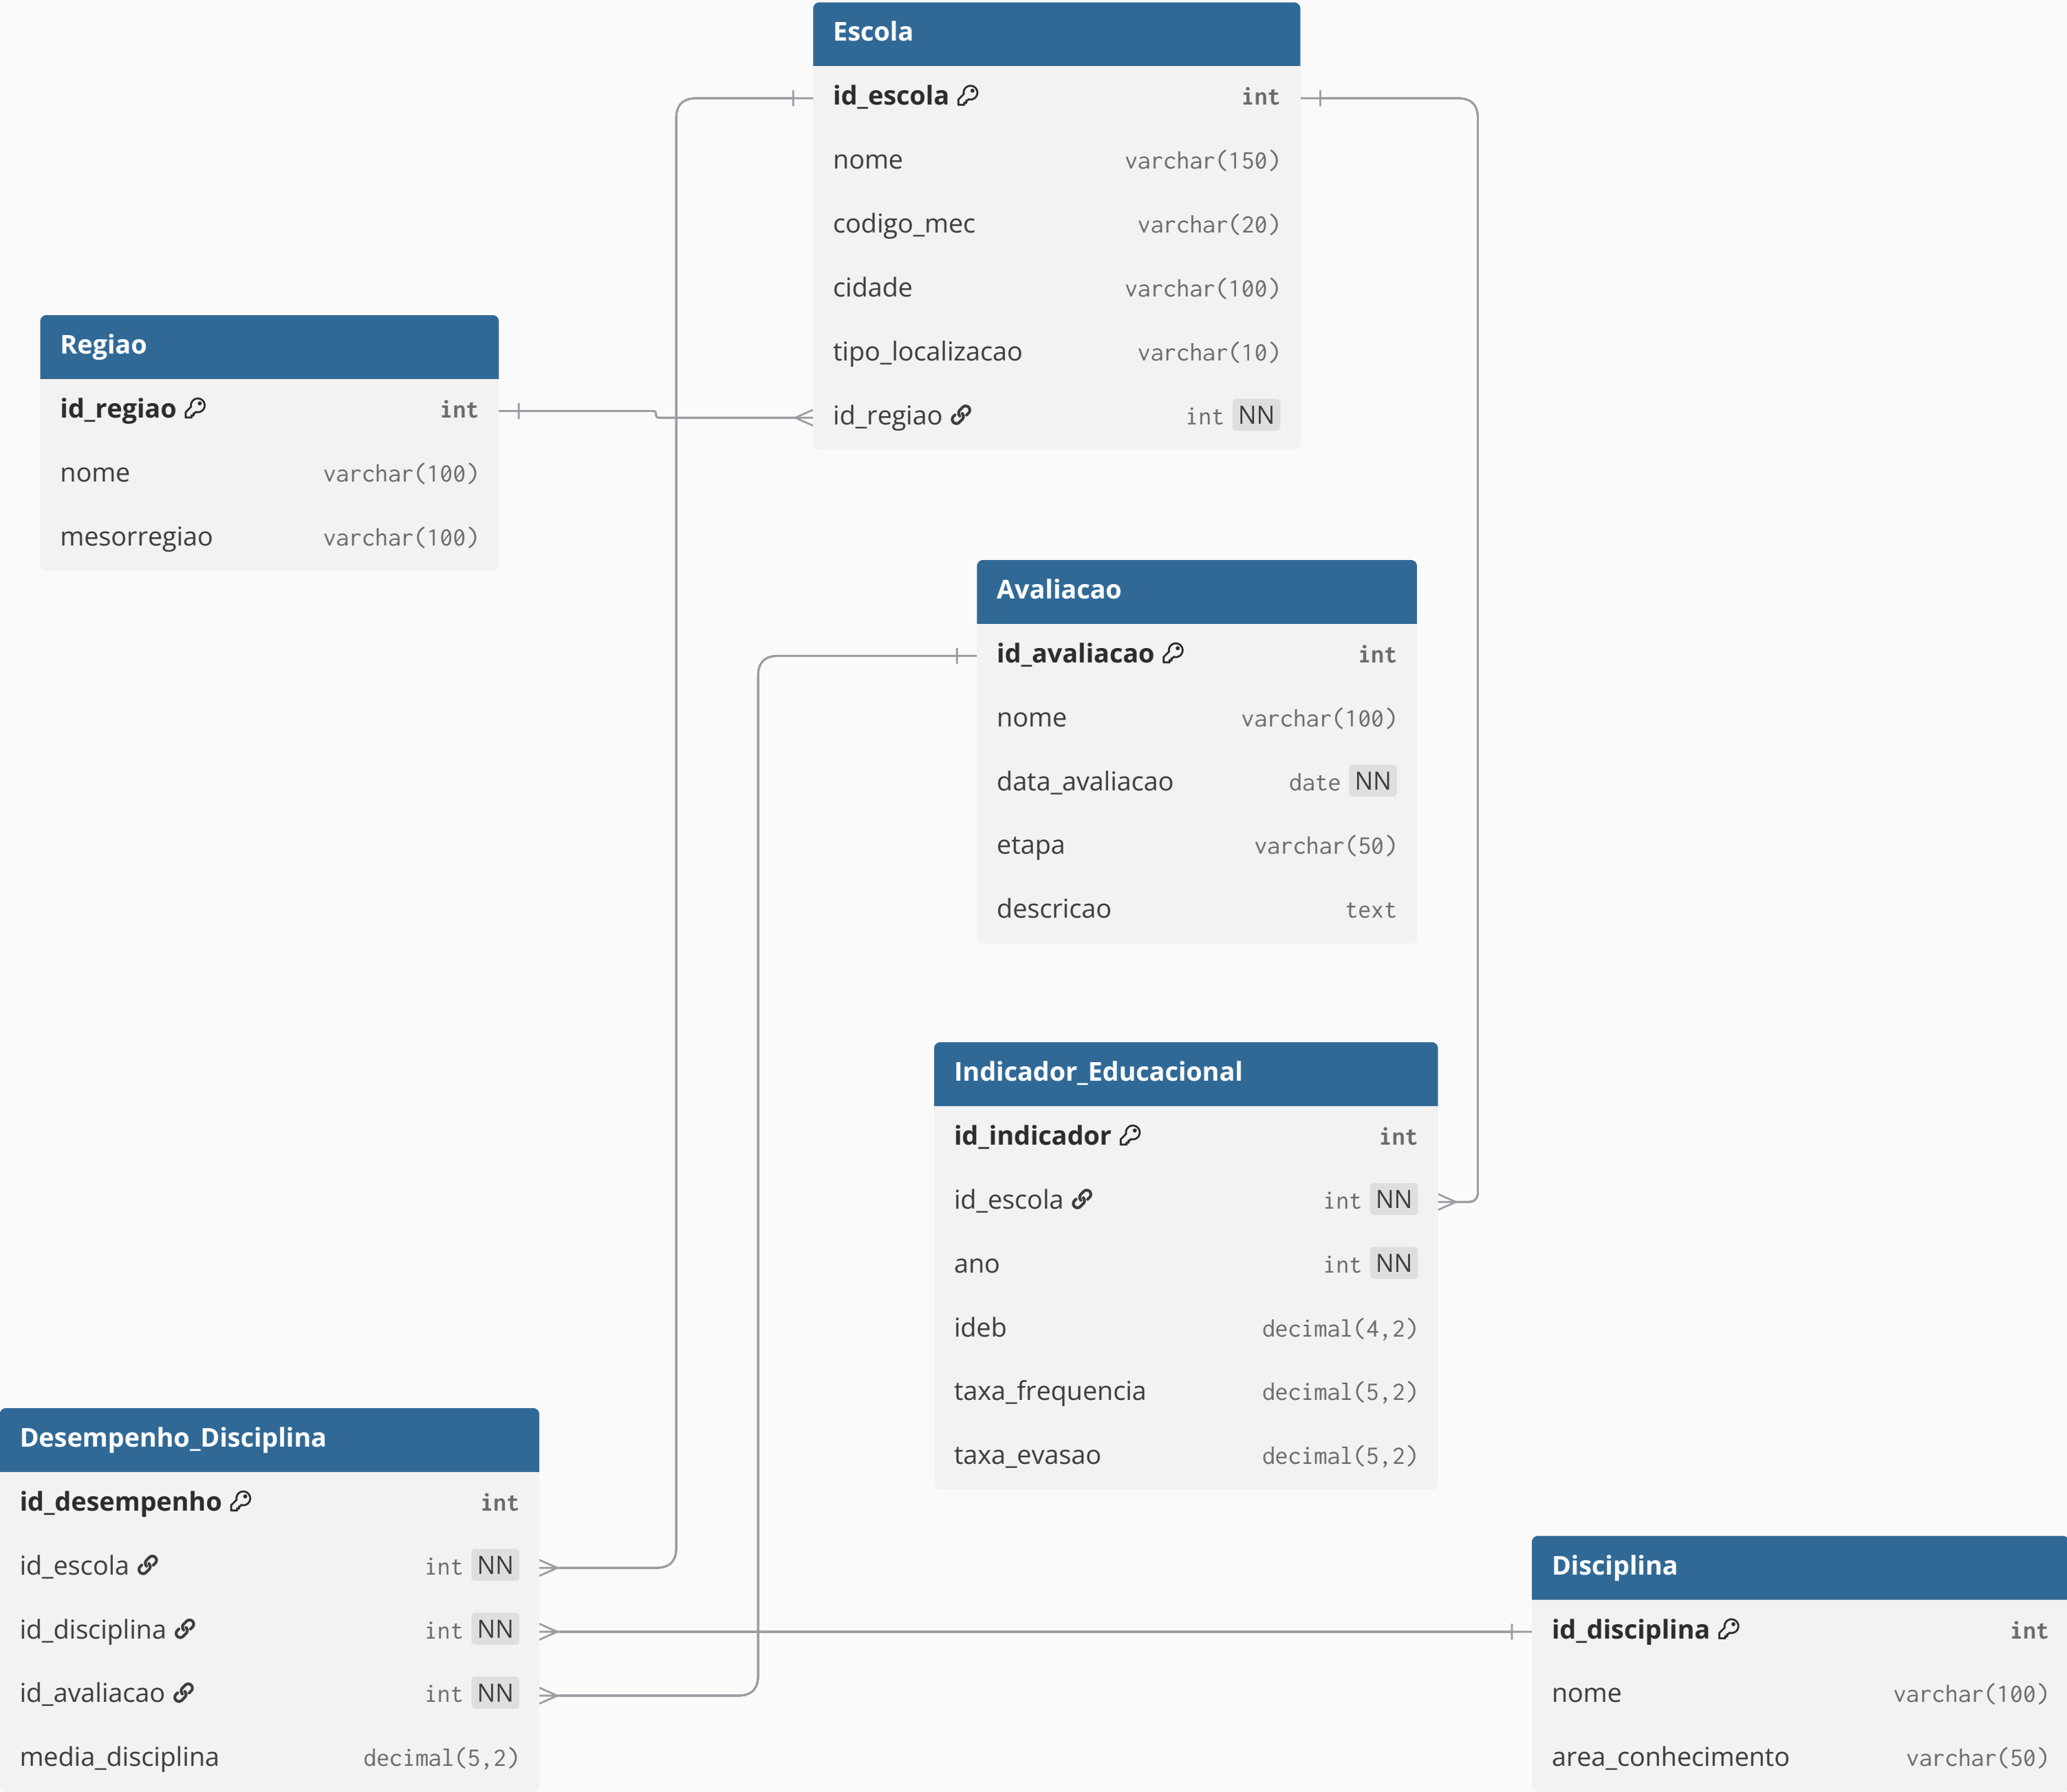 Escola
id_escola int
nome varchar(150)
codigo_mec varchar(20)
cidade varchar(100)
tipo_localizacao varchar(10)
id_regiao int NN
Regiao
id_regiao int
nome varchar(100)
mesorregiao varchar(100)
Avaliacao
id_avaliacao int
nome varchar(100)
data_avaliacao date NN
etapa varchar(50)
descricao text
Indicador_Educacional
id_indicador int
id_escola int NN
ano int NN
ideb decimal(4,2)
taxa_frequencia decimal(5,2)
taxa_evasao decimal(5,2)
Desempenho_Disciplina
id_desempenho int
id_escola int NN
id_disciplina int NN
id_avaliacao int NN
media_disciplina decimal(5,2)
Disciplina
id_disciplina int
nome varchar(100)
area_conhecimento varchar(50)